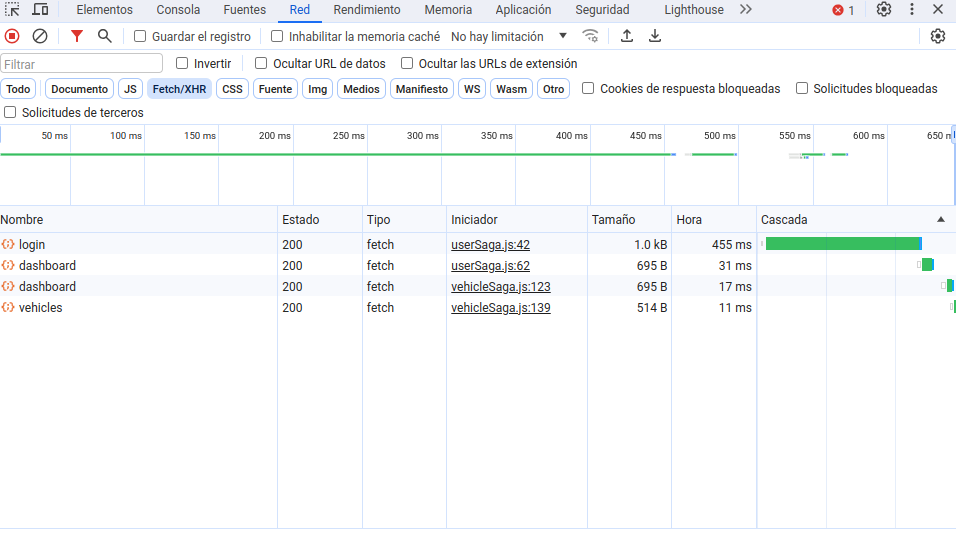 Elementos Consola Fuentes Red Rendimiento Memoria Aplicación Seguridad Lighthouse 1
Guardar el registro Inhabilitar la memoria caché No hay limitación
Filtrar Invertir Ocultar URL de datos Ocultar las URLs de extensión
Todo Documento JS Fetch/XHR CSS Fuente Img Medios Manifiesto WS Wasm Otro Cookies de respuesta bloqueadas Solicitudes bloqueadas
Solicitudes de terceros
50 ms 100 ms 150 ms 200 ms 250 ms 300 ms 350 ms 400 ms 450 ms 500 ms 550 ms 600 ms 650
Nombre Estado Tipo Iniciador Tamaño Hora Cascada
login 200 fetch userSaga.js:42 1.0 kB 455 ms
dashboard 200 fetch userSaga.js:62 695 B 31 ms
dashboard 200 fetch vehicleSaga.js:123 695 B 17 ms
vehicles 200 fetch vehicleSaga.js:139 514 B 11 ms